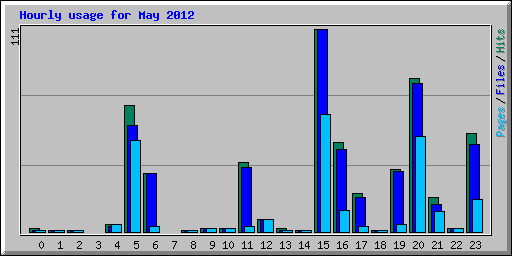 Hourly usage for May 2012
111
Pages/Files/Hits
0 1 2 3 4 5 6 7 8 9 10 11 12 13 14 15 16 17 18 19 20 21 22 23